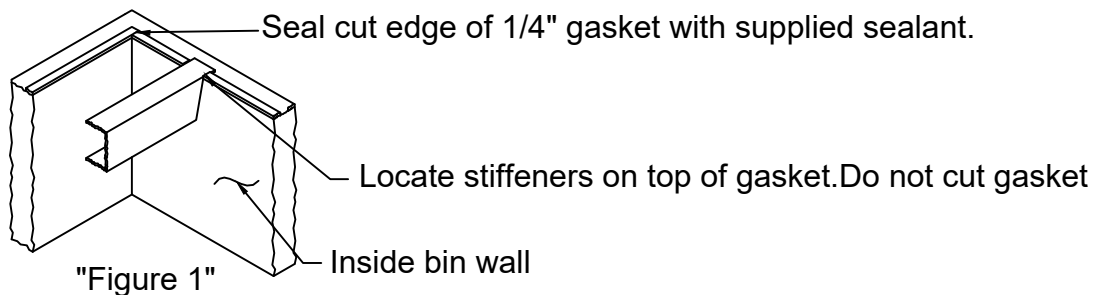 Seal cut edge of 1/4" gasket with supplied sealant.
Locate stiffeners on top of gasket.Do not cut gasket
Inside bin wall
"Figure 1"